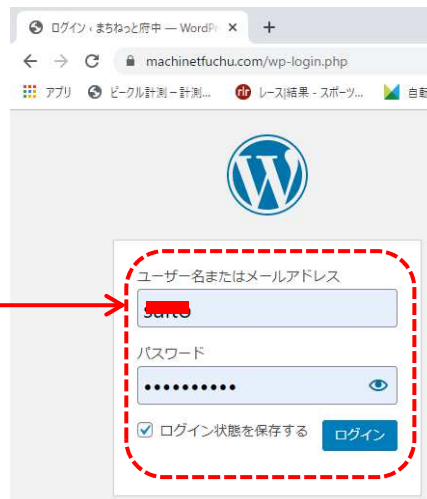 ログイン ‹ まちねっと府中 — WordPr
machinetfuchu.com/wp-login.php
アプリ ビークル計測 – 計測... レース|結果 - スポーツ... 自動
ユーザー名またはメールアドレス
パスワード
ログイン状態を保存する ログイン